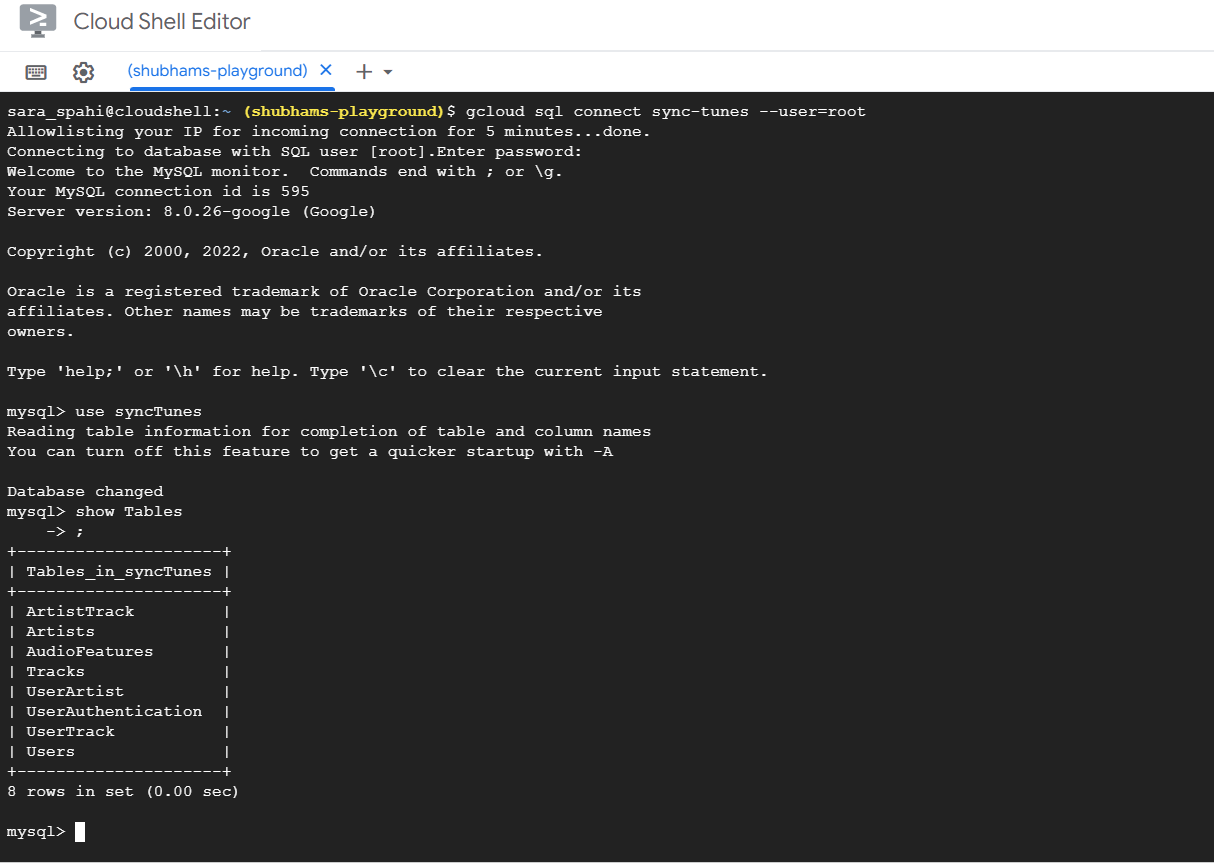 Cloud Shell Editor
(shubhams-playground)
sara_spahi@cloudshell:~ (shubhams-playground)$ gcloud sql connect sync-tunes --user=root
Allowlisting your IP for incoming connection for 5 minutes...done.
Connecting to database with SQL user [root].Enter password:
Welcome to the MySQL monitor.  Commands end with ; or \g.
Your MySQL connection id is 595
Server version: 8.0.26-google (Google)

Copyright (c) 2000, 2022, Oracle and/or its affiliates.

Oracle is a registered trademark of Oracle Corporation and/or its
affiliates. Other names may be trademarks of their respective
owners.

Type 'help;' or '\h' for help. Type '\c' to clear the current input statement.

mysql> use syncTunes
Reading table information for completion of table and column names
You can turn off this feature to get a quicker startup with -A

Database changed
mysql> show Tables
    -> ;
+---------------------+
| Tables_in_syncTunes |
+---------------------+
| ArtistTrack         |
| Artists             |
| AudioFeatures       |
| Tracks              |
| UserArtist          |
| UserAuthentication  |
| UserTrack           |
| Users               |
+---------------------+
8 rows in set (0.00 sec)

mysql>